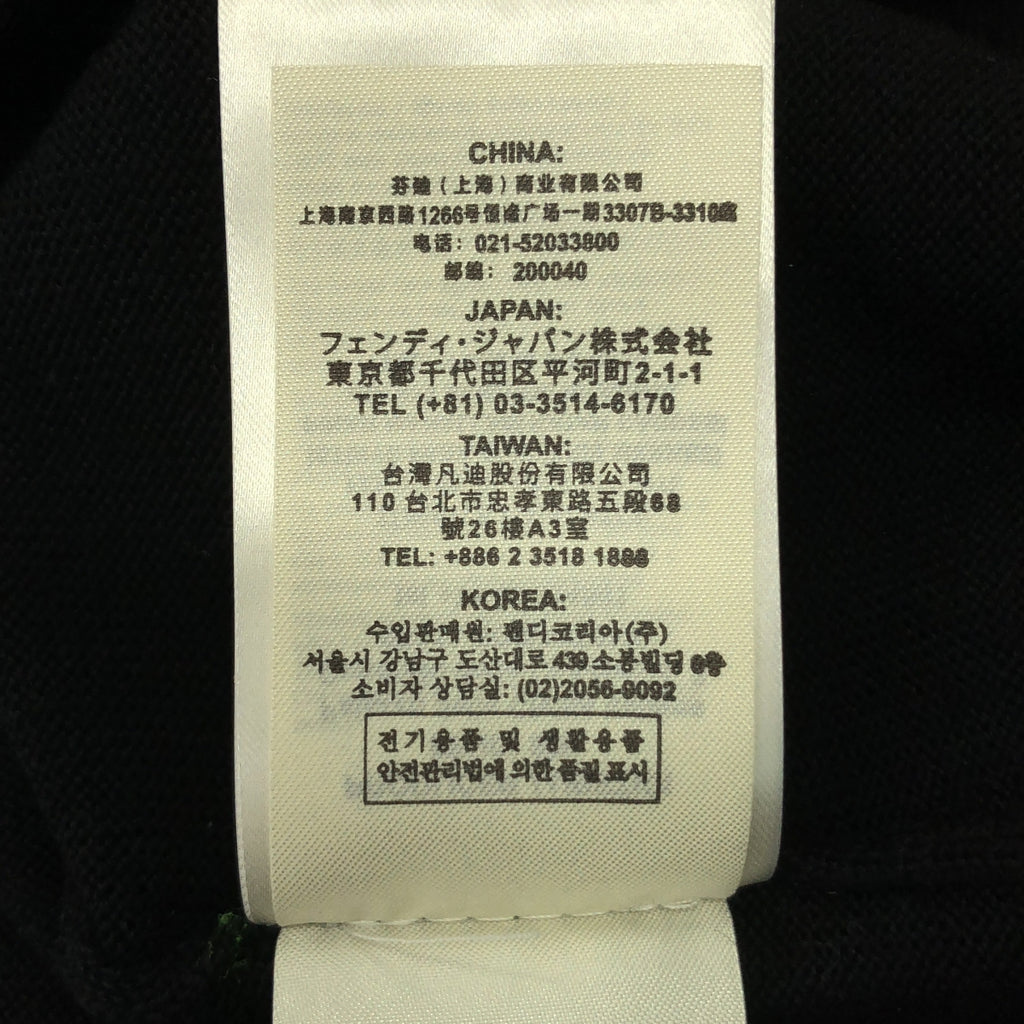 CHINA:
芬迪（上海）商业有限公司
上海南京西路1266号恒隆广场一期3307B-3310室
电话：021-52033800
邮编：200040
JAPAN:
フェンディ・ジャパン株式会社
東京都千代田区平河町2-1-1
TEL (+81) 03-3514-6170
TAIWAN:
台灣凡迪股份有限公司
110 台北市忠孝東路五段68
號26樓A3室
TEL: +886 2 3518 1888
KOREA:
수입판매원: 펜디코리아(주)
서울시 강남구 도산대로 439 소봉빌딩
소비자 상담실: (02)2056-9092
전기용품 및 생활용품
안전관리법에 의한 품질 표시